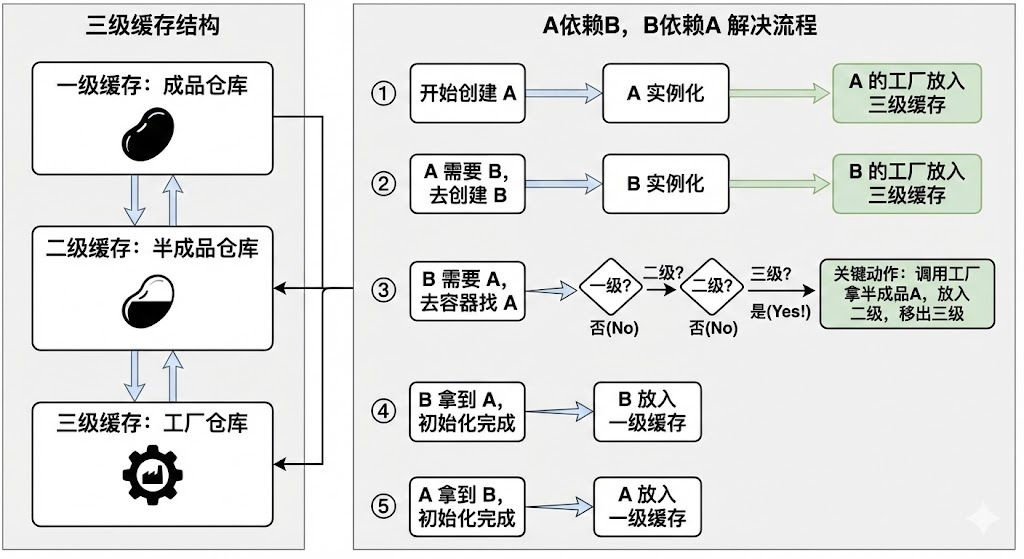 三级缓存结构
一级缓存：成品仓库
二级缓存：半成品仓库
三级缓存：工厂仓库
A依赖B，B依赖A 解决流程
①
开始创建 A
A 实例化
A 的工厂放入
三级缓存
②
A 需要 B，
去创建 B
B 实例化
B 的工厂放入
三级缓存
③
B 需要 A，
去容器找 A
一级?
否(No)
二级?
二级?
否(No)
三级?
是(Yes!)
关键动作：调用工厂
拿半成品A，放入
二级，移出三级
④
B 拿到 A，
初始化完成
B 放入
一级缓存
⑤
A 拿到 B，
初始化完成
A 放入
一级缓存